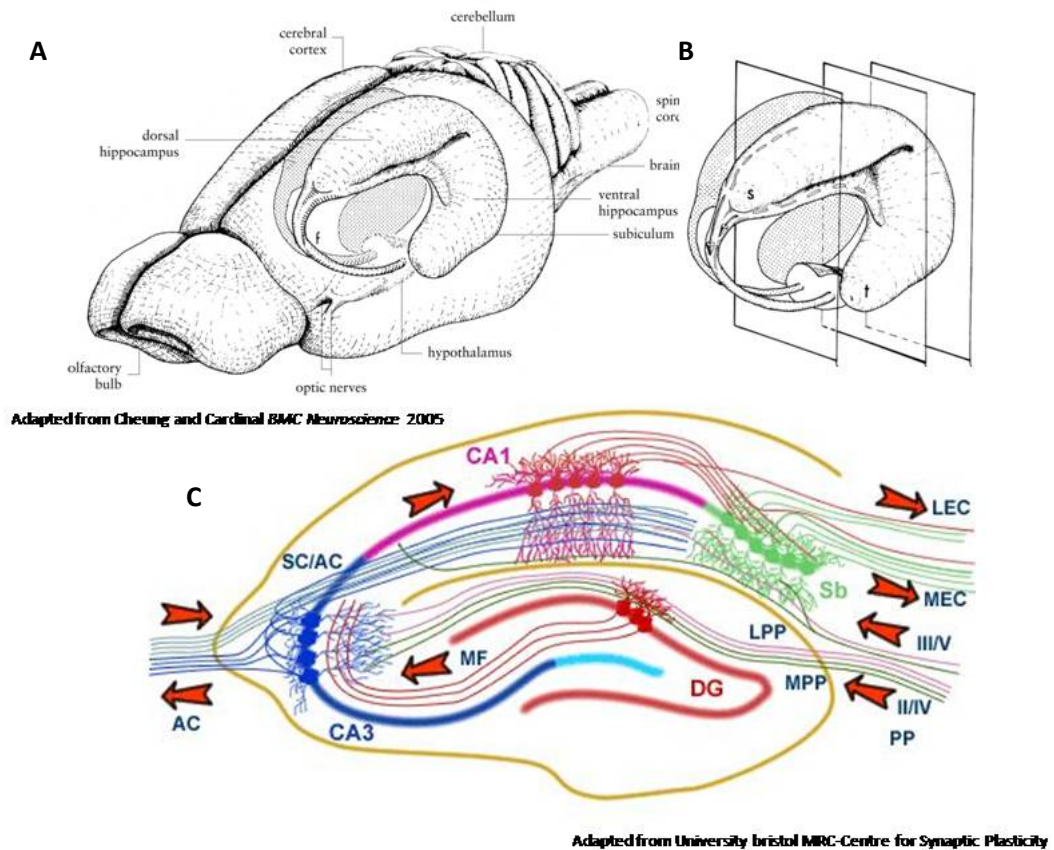 A
cerebral
cortex
cerebellum
spin
cord
dorsal
hippocampus
brain
ventral
hippocampus
subiculum
f
hypothalamus
olfactory
bulb
optic nerves
B
s
t
Adapted from Cheung and Cardinal BMC Neuroscience 2005
C
CA1
LEC
SC/AC
Sb
MEC
LPP
III/V
MF
MPP
DG
II/IV
AC
CA3
PP
Adapted from University bristol MRC-Centre for Synaptic Plasticity